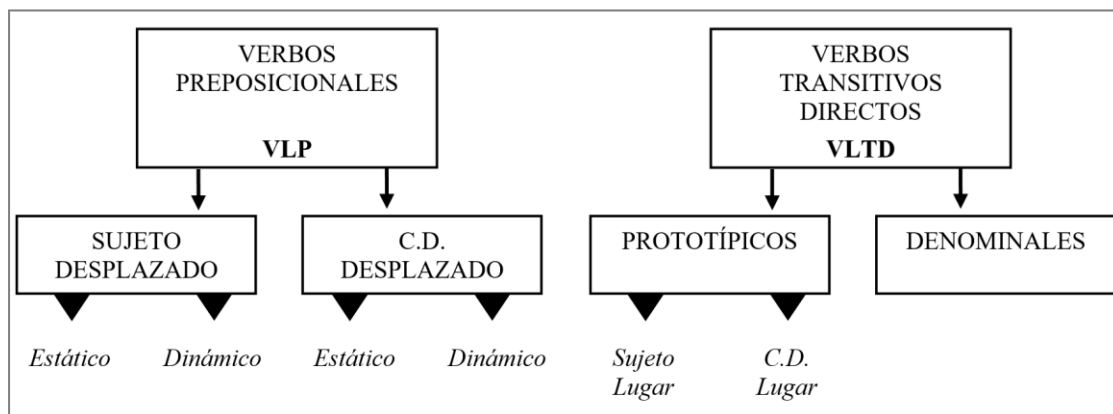 VERBOS
PREPOSICIONALES
VLP
VERBOS
TRANSITIVOS
DIRECTOS
VLTD
SUJETO
DESPLAZADO
C.D.
DESPLAZADO
PROTOTÍPICOS
DENOMINALES
Estático
Dinámico
Estático
Dinámico
Sujeto
Lugar
C.D.
Lugar